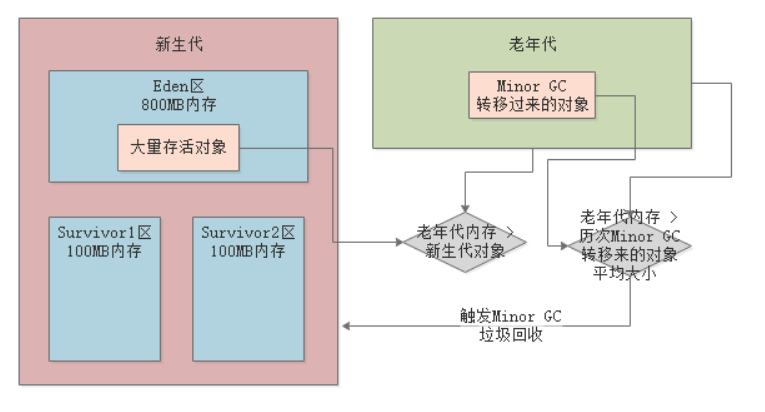 新生代
Eden区
800MB内存
大量存活对象
Survivor1区
100MB内存
Survivor2区
100MB内存
老年代
Minor GC
转移过来的对象
老年代内存 >
新生代对象
老年代内存 >
历次Minor GC
转移来的对象
平均大小
触发Minor GC
垃圾回收